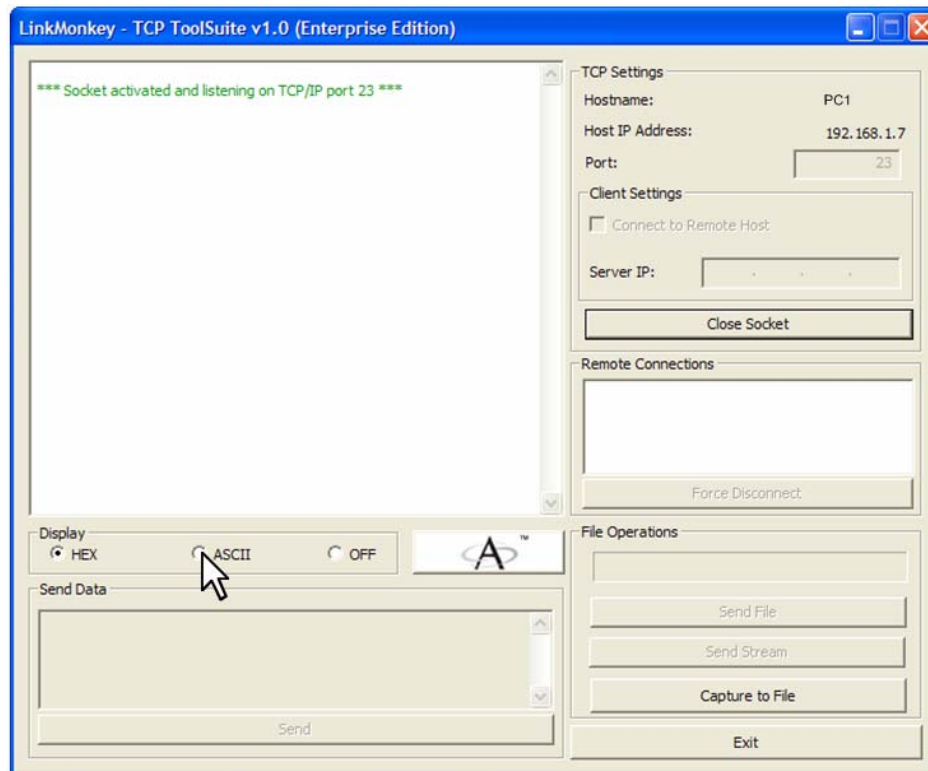 LinkMonkey - TCP ToolSuite v1.0 (Enterprise Edition)
*** Socket activated and listening on TCP/IP port 23 ***
TCP Settings
Hostname: PC1
Host IP Address: 192.168.1.7
Port: 23
Client Settings
Connect to Remote Host
Server IP: . . .
Close Socket
Remote Connections
Force Disconnect
Display
HEX ASCII OFF
A™
Send Data
Send
File Operations
Send File
Send Stream
Capture to File
Exit